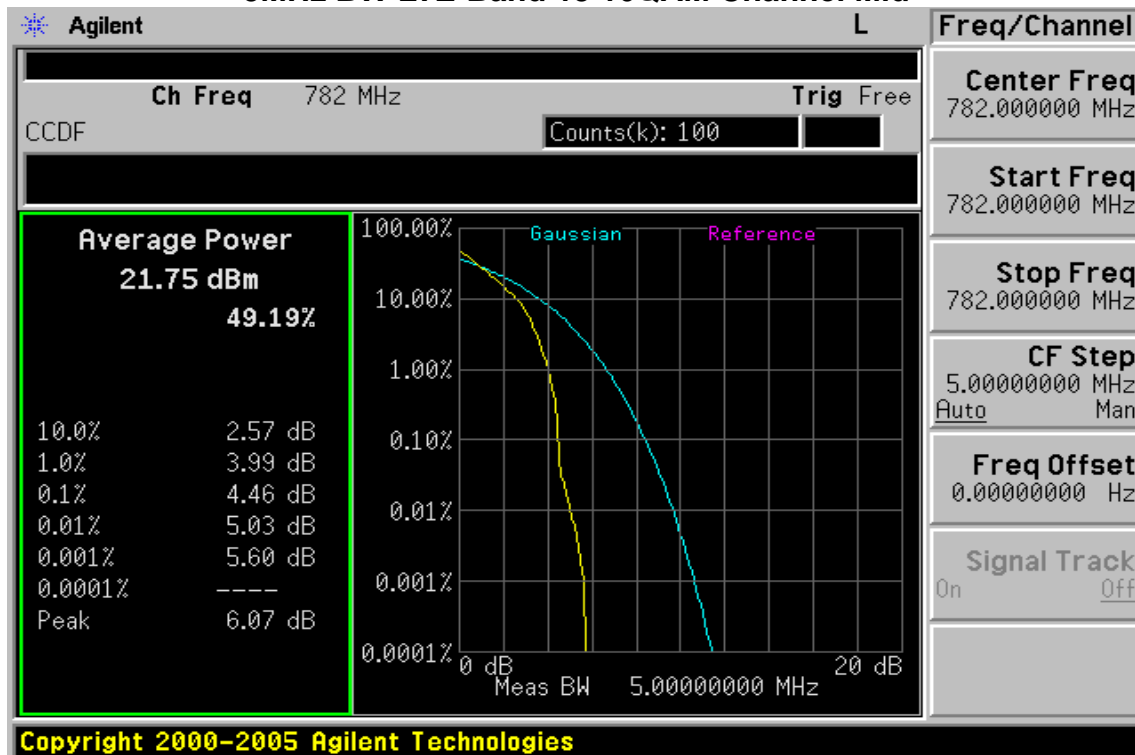 Agilent L
Freq/Channel
Ch Freq 782 MHz Trig Free
CCDF Counts(k): 100
Average Power
21.75 dBm
49.19%
10.0% 2.57 dB
1.0% 3.99 dB
0.1% 4.46 dB
0.01% 5.03 dB
0.001% 5.60 dB
0.0001% ----
Peak 6.07 dB
Gaussian Reference
100.00%
10.00%
1.00%
0.10%
0.01%
0.001%
0.0001%
0 dB 20 dB
Meas BW 5.00000000 MHz
Center Freq
782.000000 MHz
Start Freq
782.000000 MHz
Stop Freq
782.000000 MHz
CF Step
5.00000000 MHz
Auto Man
Freq Offset
0.00000000 Hz
Signal Track
On Off
Copyright 2000-2005 Agilent Technologies